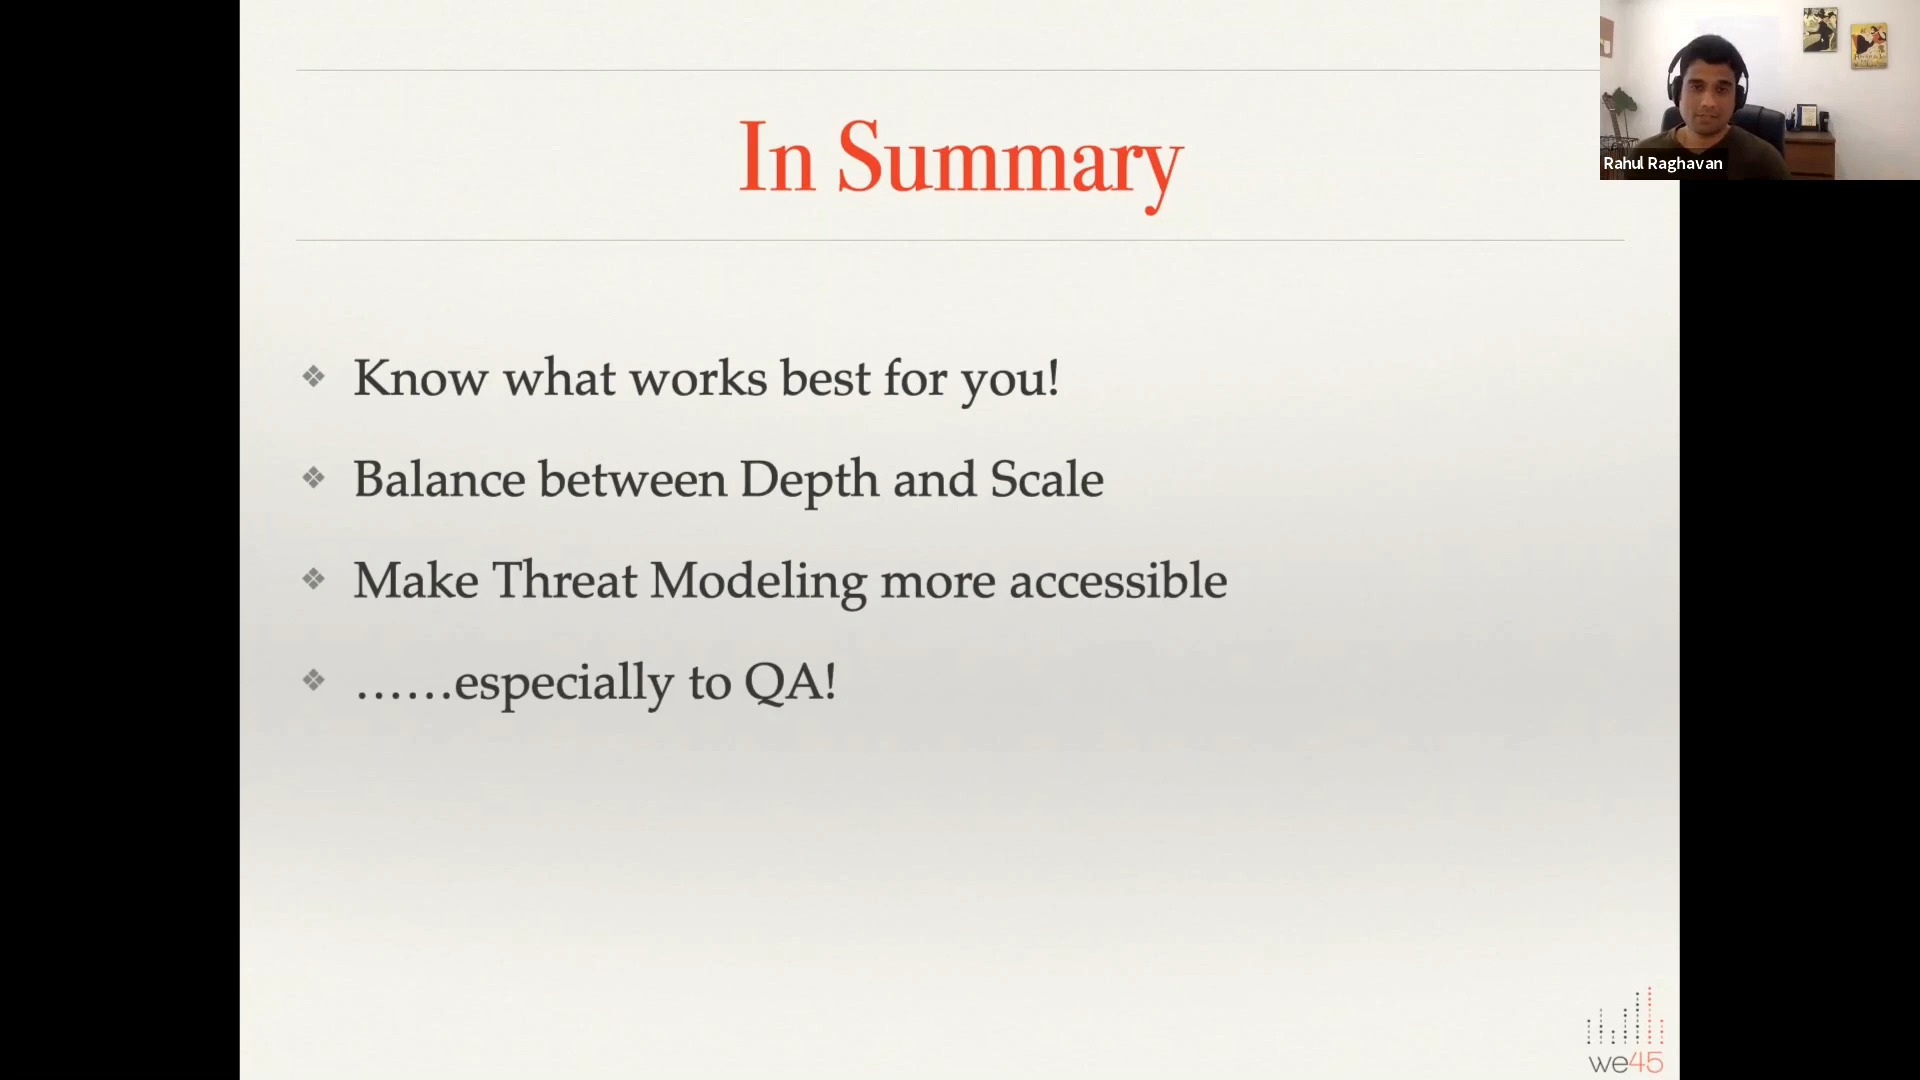 In Summary
Rahul Raghavan
❖ Know what works best for you!
❖ Balance between Depth and Scale
❖ Make Threat Modeling more accessible
❖ ......especially to QA!
we45